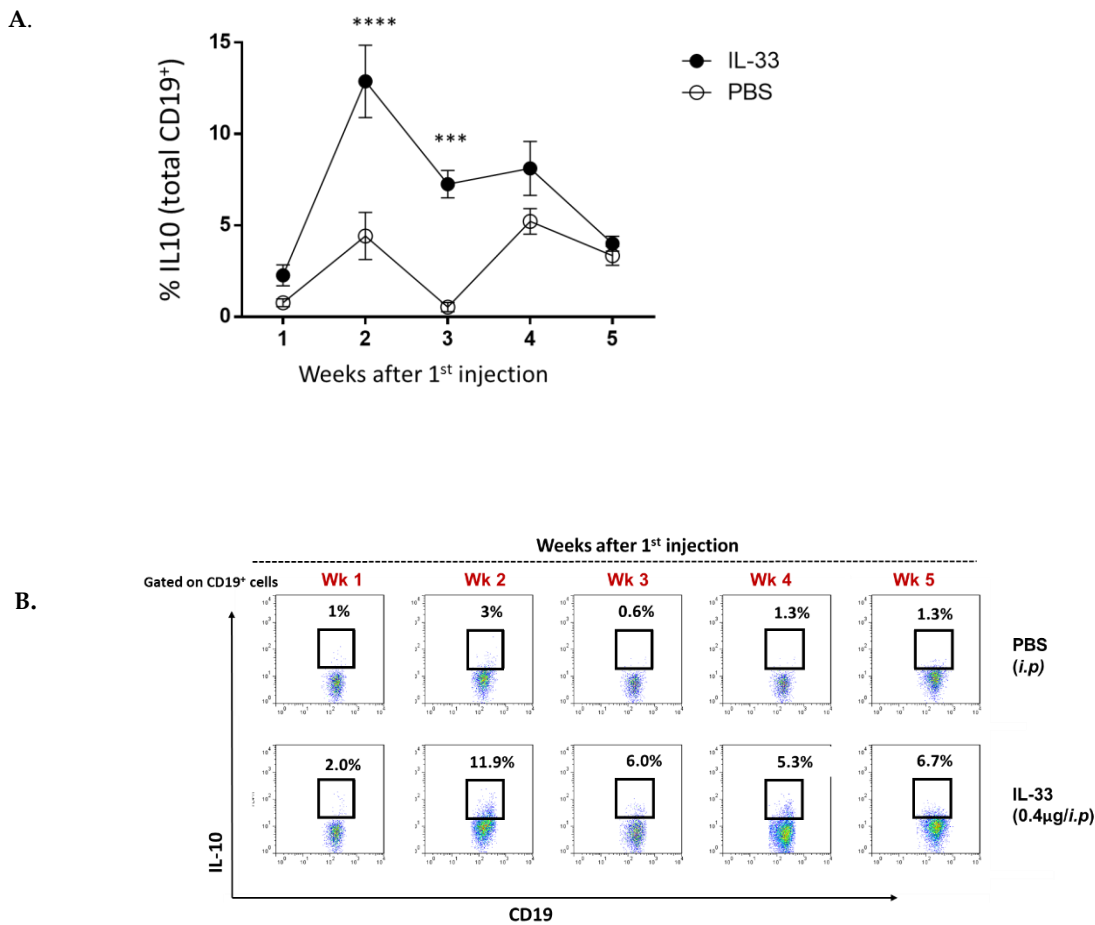 A.
****
***
15
10
5
0
% IL10 (total CD19⁺)
1 2 3 4 5
Weeks after 1ˢᵗ injection
IL-33
PBS
B.
Weeks after 1ˢᵗ injection
Gated on CD19⁺ cells Wk 1 Wk 2 Wk 3 Wk 4 Wk 5
1% 3% 0.6% 1.3% 1.3%
PBS
(i.p)
2.0% 11.9% 6.0% 5.3% 6.7%
IL-33
(0.4µg/i.p)
IL-10
CD19